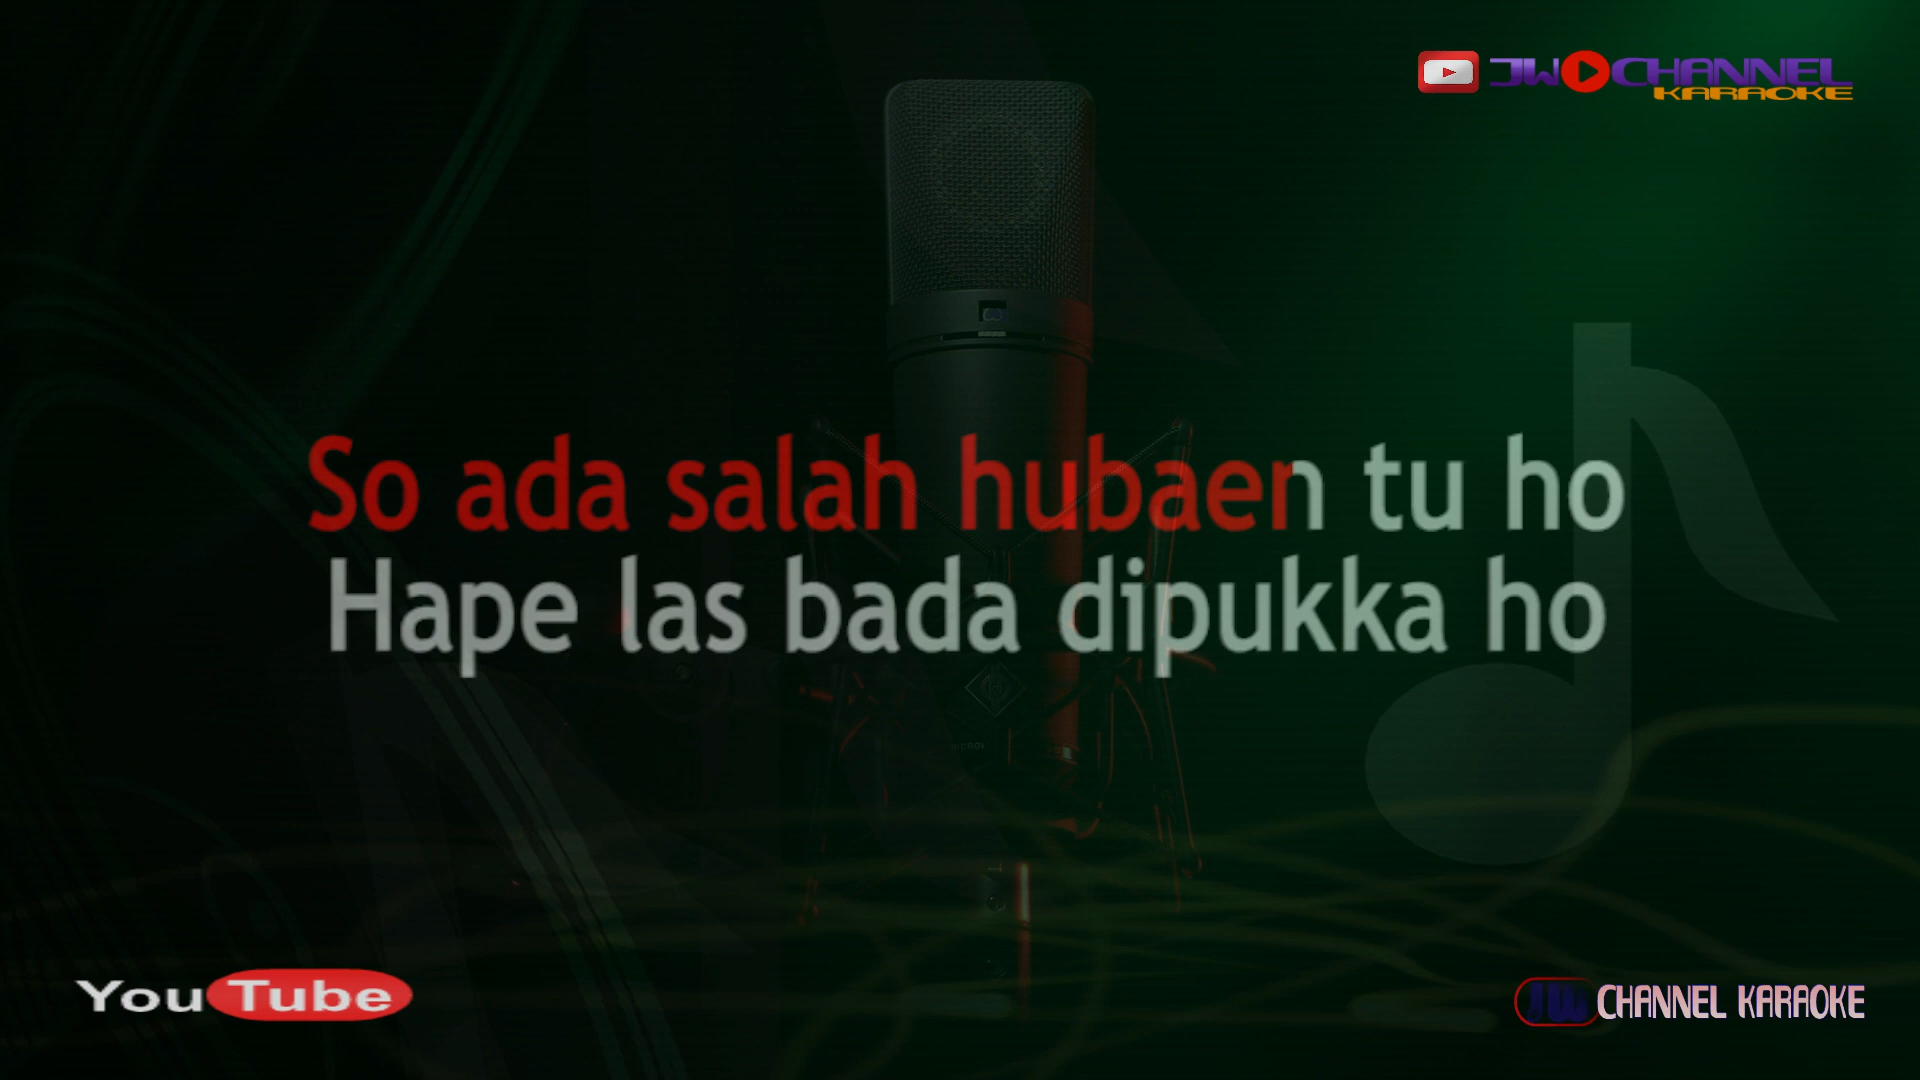 JW CHANNEL
KARAOKE
So ada salah hubaen tu ho
Hape las bada dipukka ho
YouTube
JW CHANNEL KARAOKE